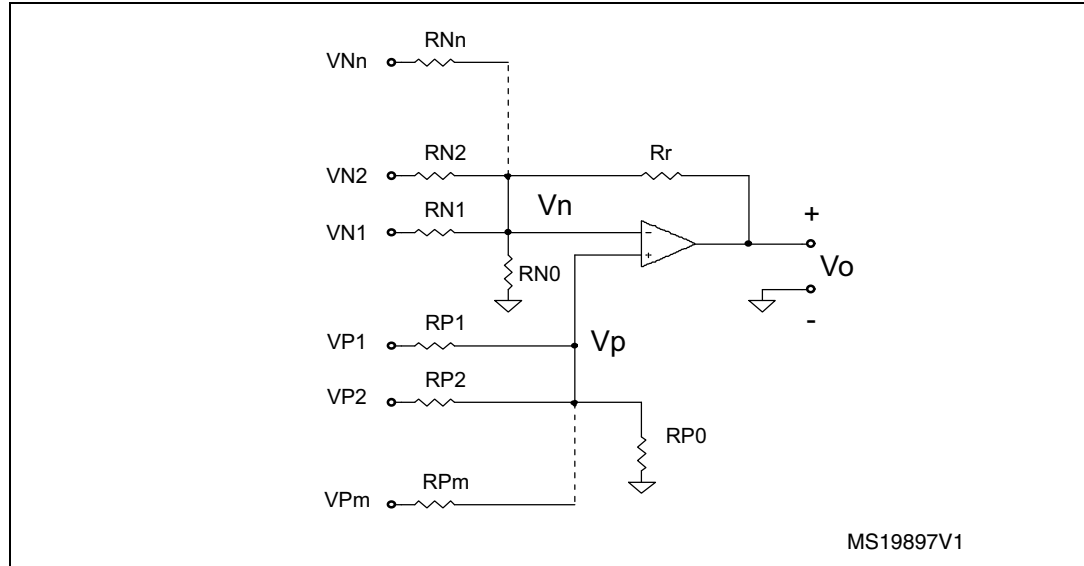 RNn
VNn
RN2
Rr
VN2
Vn
RN1
+
VN1
−
+
Vo
RN0
-
RP1
VP1
Vp
RP2
VP2
RP0
RPm
VPm
MS19897V1